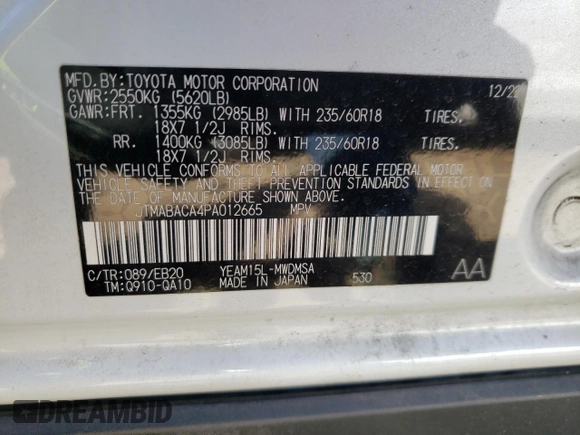 MFD.BY:TOYOTA MOTOR CORPORATION 12/22
GVWR:2550KG (5620LB)
GAWR:FRT. 1355KG (2985LB) WITH 235/60R18 TIRES.
18X7 1/2J RIMS.
RR. 1400KG (3085LB) WITH 235/60R18 TIRES.
18X7 1/2J RIMS.
THIS VEHICLE CONFORMS TO ALL APPLICABLE FEDERAL MOTOR
VEHICLE SAFETY AND THEFT PREVENTION STANDARDS IN EFFECT ON
THE DATE OF MANUFACTURE SHOWN ABOVE.
JTMABACA4PA012665 MPV
C/TR:089/EB20 YEAM15L-MWDMSA
TM:Q910-QA10 MADE IN JAPAN 530 AA
DREAMBID